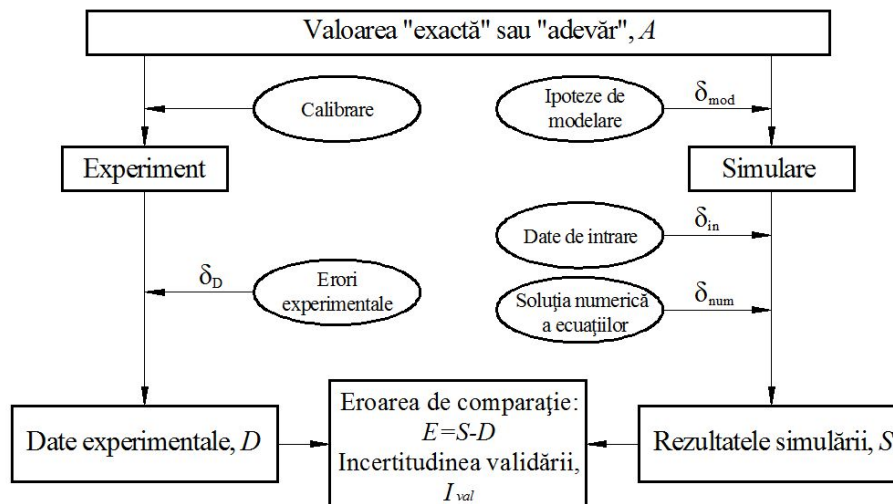 Valoarea "exactă" sau "adevăr", A
Calibrare
Ipoteze de
modelare
δmod
Experiment
Simulare
Date de intrare
δin
δD
Erori
experimentale
Soluția numerică
a ecuațiilor
δnum
Date experimentale, D
Eroarea de comparație:
E=S-D
Incertitudinea validării,
I val
Rezultatele simulării, S